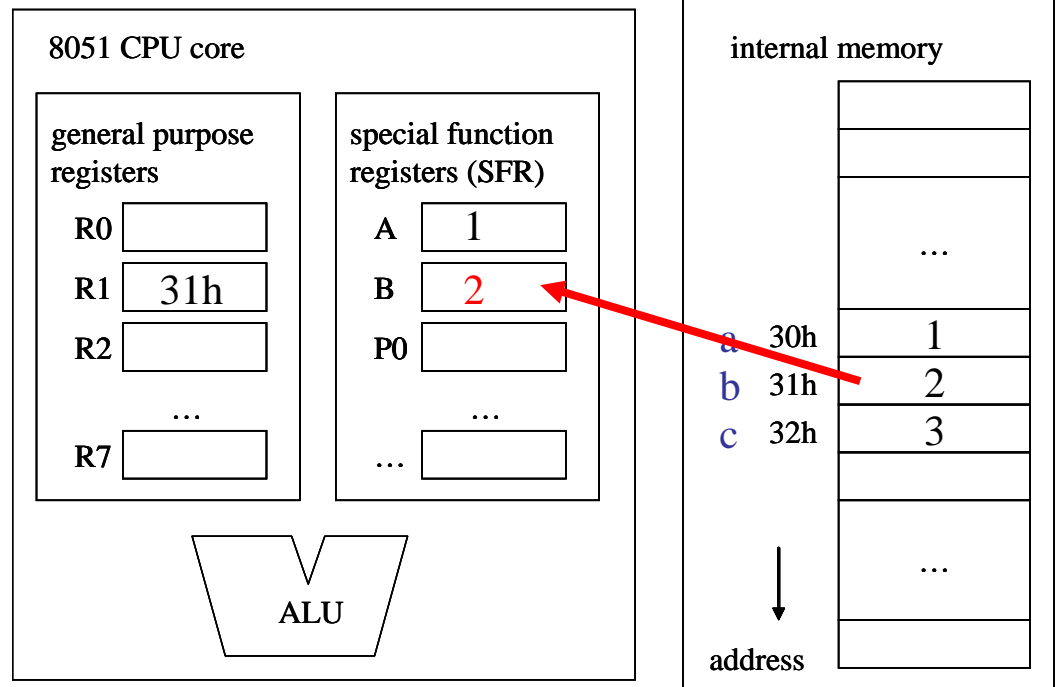 8051 CPU core
general purpose
registers
R0
R1 31h
R2
...
R7
special function
registers (SFR)
A 1
B 2
P0
...
...
ALU
internal memory
...
a 30h 1
b 31h 2
c 32h 3
...
address